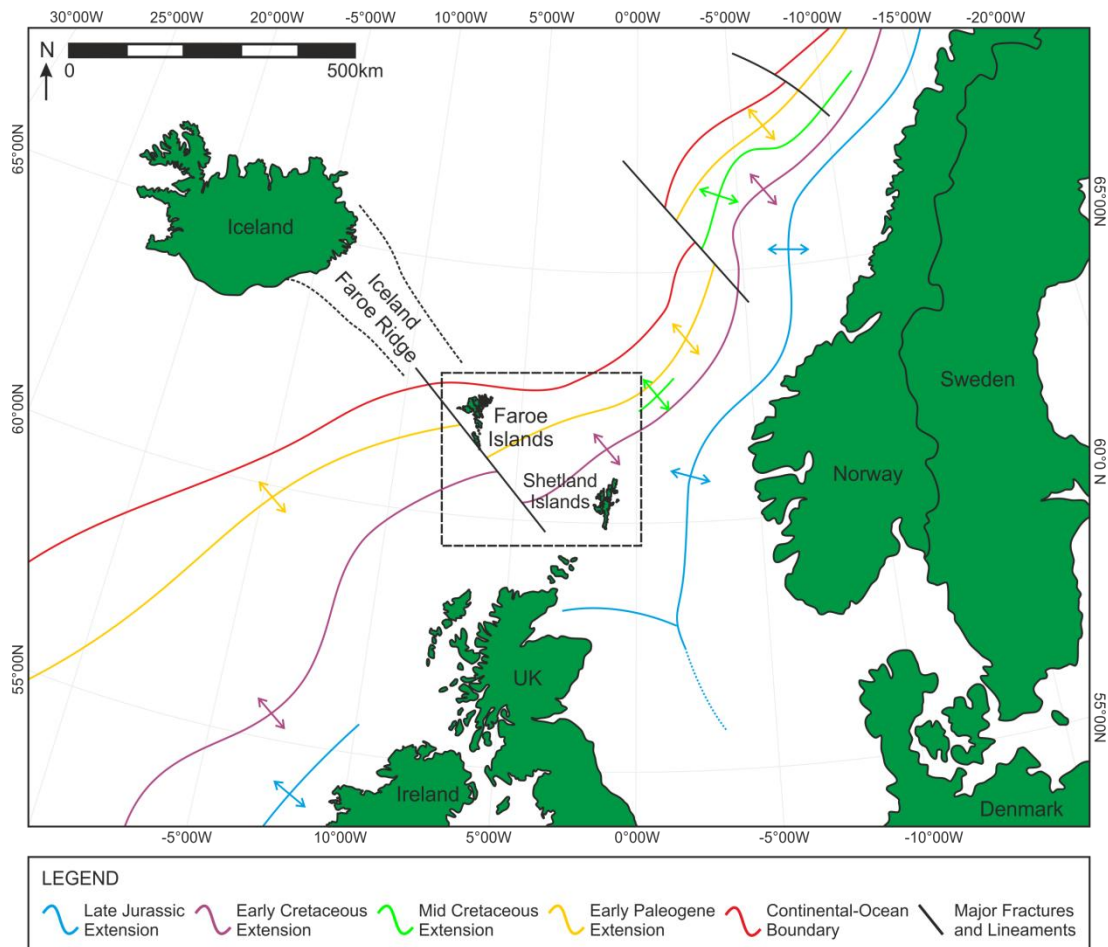 30°00'W 20°00'W -15°00'W -5°00'W 10°00'W 5°00'W 0°00'W -5°00'W -10°00'W -15°00'W -20°00'W
N
0 500km
65°00'N
65°00'N
Iceland
Iceland
Faroe Ridge
Sweden
60°00'N
Faroe
Islands
60°0 N
Norway
Shetland
Islands
55°00'N
UK
55°00'N
Ireland
Denmark
-5°00'W 10°00'W 5°00'W 0°00'W -5°00'W -10°00'W
LEGEND
Late Jurassic
Extension
Early Cretaceous
Extension
Mid Cretaceous
Extension
Early Paleogene
Extension
Continental-Ocean
Boundary
Major Fractures
and Lineaments